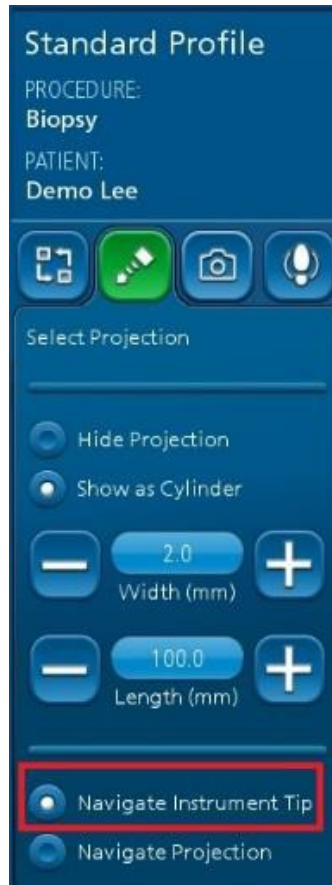 Standard Profile
PROCEDURE:
Biopsy
PATIENT:
Demo Lee
Select Projection
Hide Projection
Show as Cylinder
2.0
Width (mm)
100.0
Length (mm)
Navigate Instrument Tip
Navigate Projection